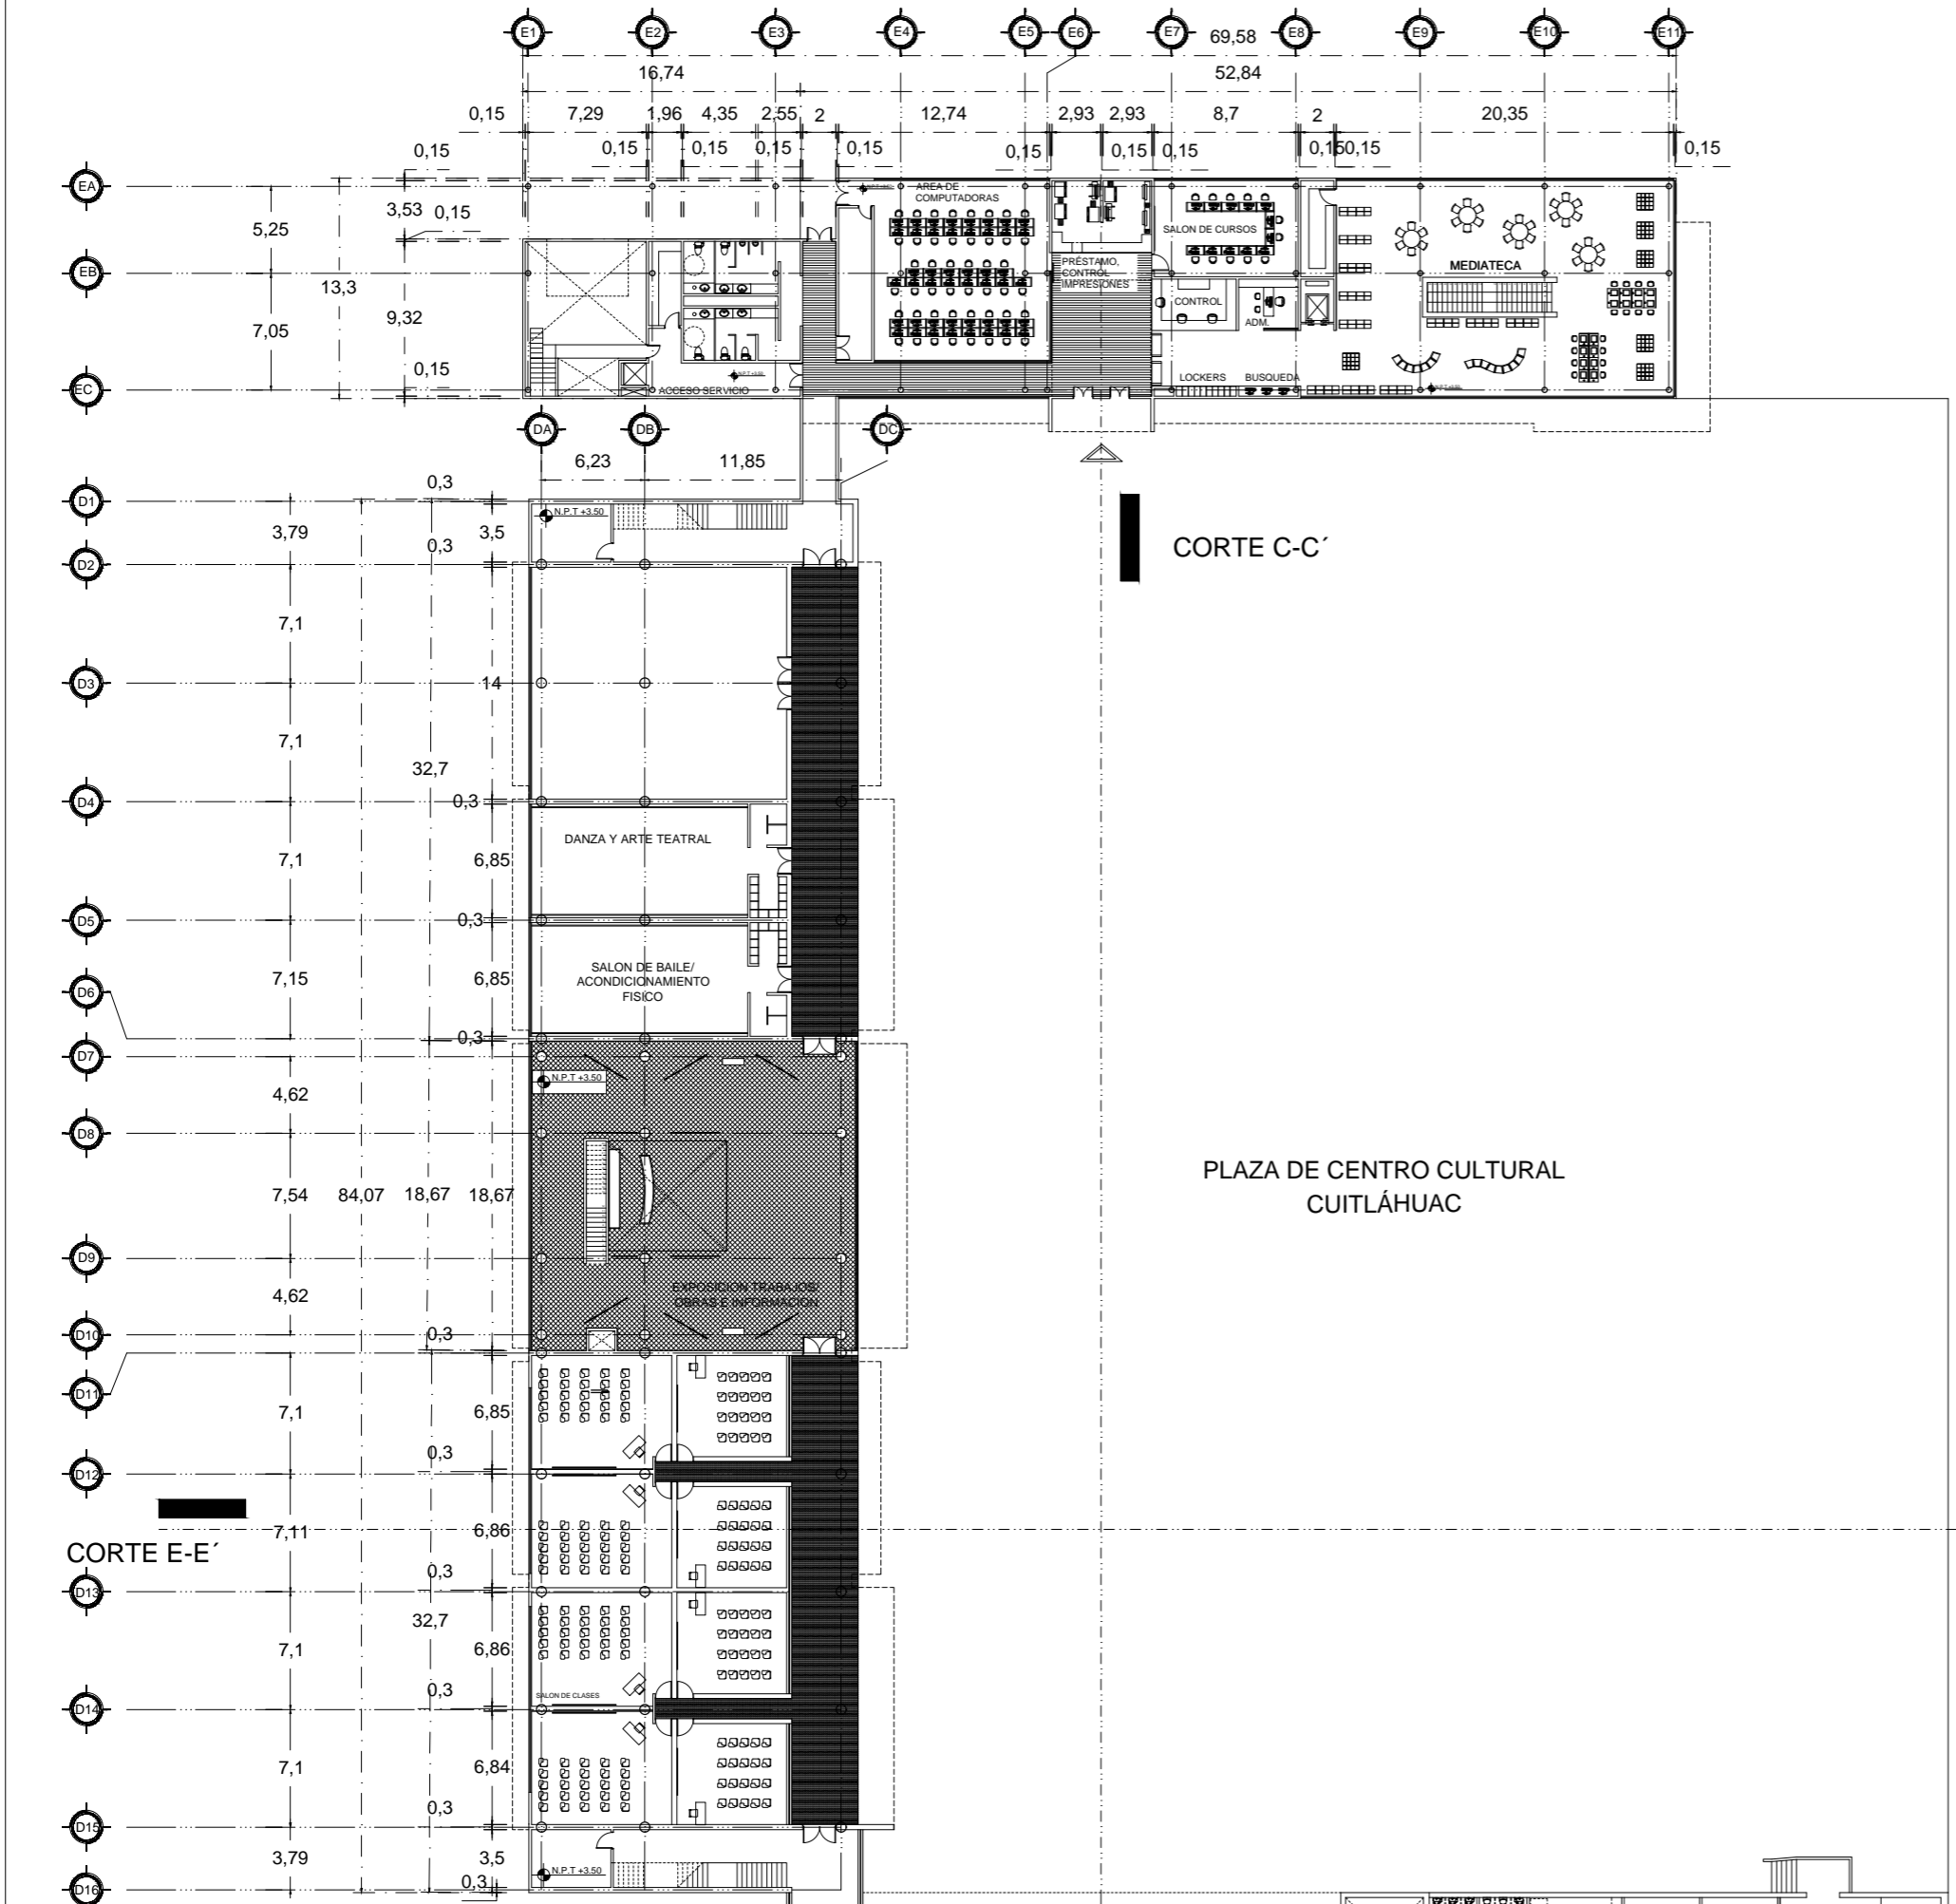 E1 E2 E3 E4 E5 E6 E7 E8 E9 E10 E11
69,58
16,74 52,84
0,15 7,29 1,96 4,35 2,55 2 12,74 2,93 2,93 8,7 2 20,35
0,15 0,15 0,15 0,15 0,15 0,15 0,15 0,15 0,15 0,15 0,15
EA
3,53 0,15
5,25
EB
13,3
9,32
7,05
0,15
EC
AREA DE
COMPUTADORAS
SALON DE CURSOS
PRÉSTAMO,
CONTROL
IMPRESIONES
CONTROL
ADM.
MEDIATECA
LOCKERS BUSQUEDA
ACCESO SERVICIO
DA DB DC
6,23 11,85
0,3
D1
N.P.T +3.50
3,79 3,5
0,3
D2
7,1
D3
14
7,1
32,7
D4
0,3
DANZA Y ARTE TEATRAL
7,1 6,85
D5
0,3
SALON DE BAILE/
ACONDICIONAMIENTO
FISICO
7,15 6,85
D6
0,3
D7
N.P.T +3.50
4,62
D8
7,54 84,07 18,67 18,67
D9
EXPOSICION TRABAJOS/
OBRAS E INFORMACION
4,62
D10
0,3
D11
7,1 6,85
0,3
D12
7,11 6,86
CORTE E-E´
0,3
D13
32,7
7,1 6,86
0,3
SALON DE CLASES
D14
7,1 6,84
0,3
D15
3,79 3,5
N.P.T +3.50
0,3
D16
CORTE C-C´
PLAZA DE CENTRO CULTURAL
CUITLÁHUAC